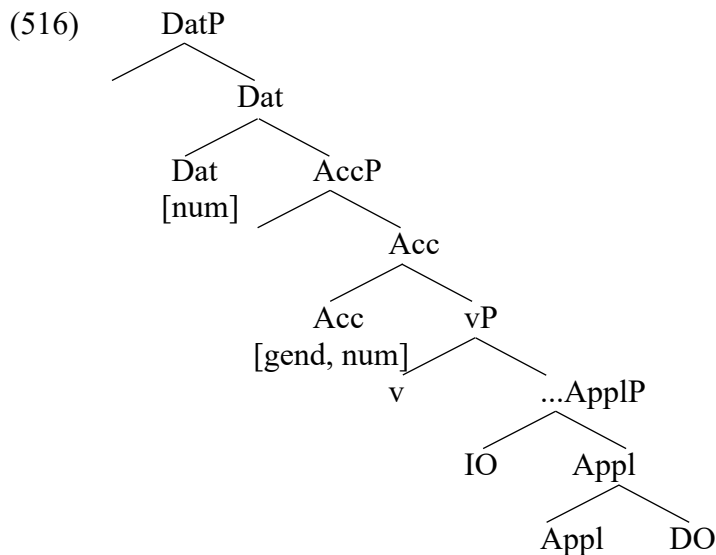 (516) DatP
Dat
Dat AccP
[num]
Acc
Acc vP
[gend, num]
v ...ApplP
IO Appl
Appl DO